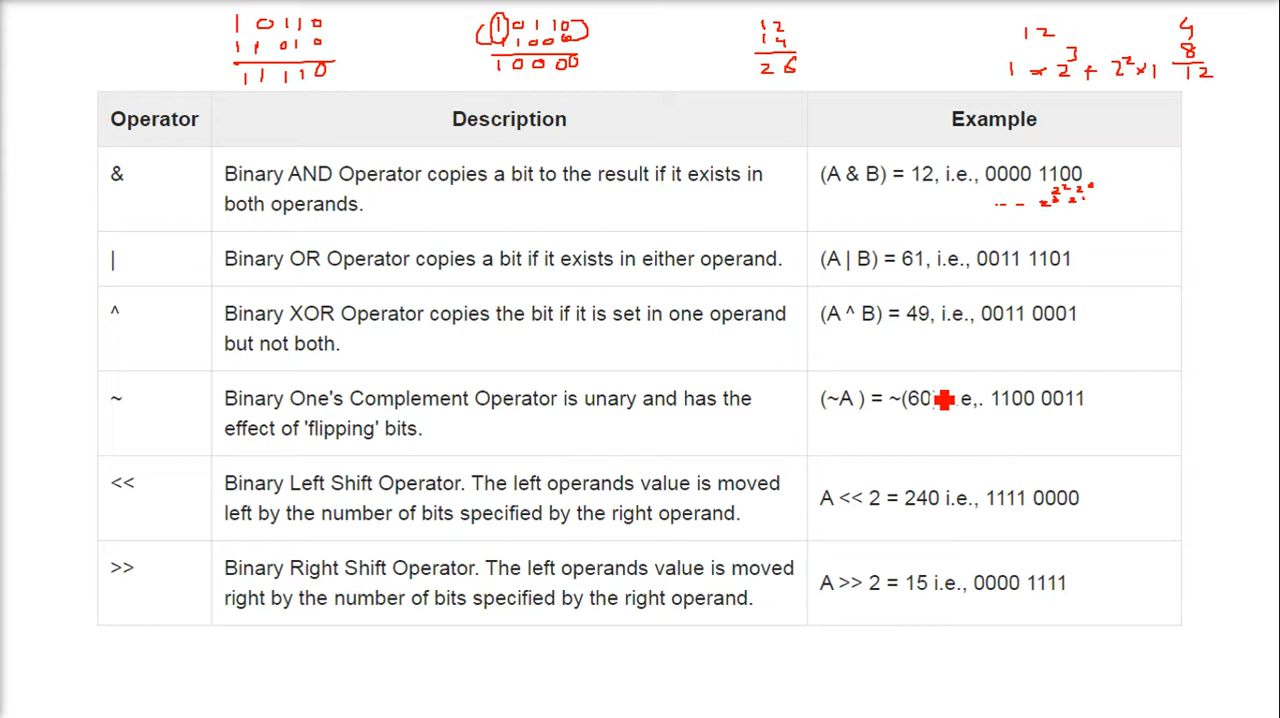 1 0 1 1 0
1 1 0 1 0
1 1 1 1 0
1 0 1 1 0
1 1 0 0 0
1 0 0 0 0
12
14
26
12
1 × 2³ + 2² × 1
4
8
12
Operator Description Example
& Binary AND Operator copies a bit to the result if it exists in both operands. (A & B) = 12, i.e., 0000 1100
| Binary OR Operator copies a bit if it exists in either operand. (A | B) = 61, i.e., 0011 1101
^ Binary XOR Operator copies the bit if it is set in one operand but not both. (A ^ B) = 49, i.e., 0011 0001
~ Binary One's Complement Operator is unary and has the effect of 'flipping' bits. (~A ) = ~(60 e,. 1100 0011
<< Binary Left Shift Operator. The left operands value is moved left by the number of bits specified by the right operand. A << 2 = 240 i.e., 1111 0000
>> Binary Right Shift Operator. The left operands value is moved right by the number of bits specified by the right operand. A >> 2 = 15 i.e., 0000 1111